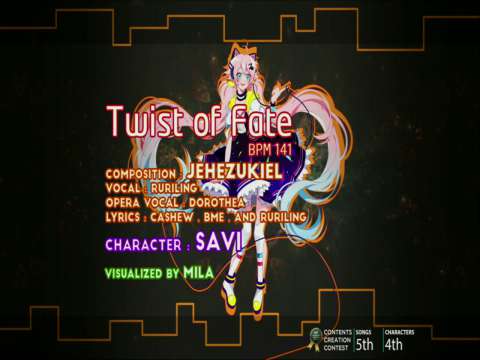 Twist of Fate
BPM 141
COMPOSITION : JEHEZUKIEL
VOCAL : RURILING
OPERA VOCAL : DOROTHEA
LYRICS : CASHEW , BME , AND RURILING
CHARACTER : SAVI
VISUALIZED BY MILA
CONTENTS CREATION CONTEST
SONGS 5th
CHARACTERS 4th